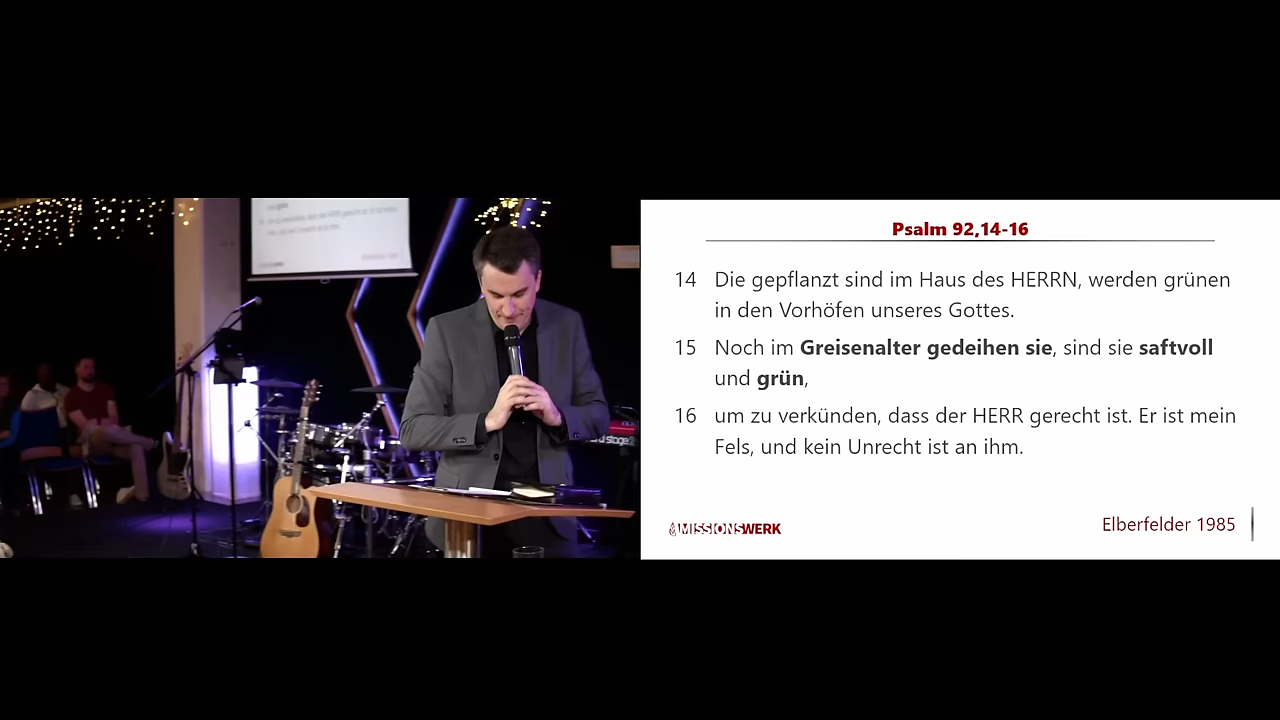 Psalm 92,14-16
14 Die gepflanzt sind im Haus des HERRN, werden grünen
in den Vorhöfen unseres Gottes.
15 Noch im Greisenalter gedeihen sie, sind sie saftvoll
und grün,
16 um zu verkünden, dass der HERR gerecht ist. Er ist mein
Fels, und kein Unrecht ist an ihm.
MISSIONSWERK
Elberfelder 1985
stage